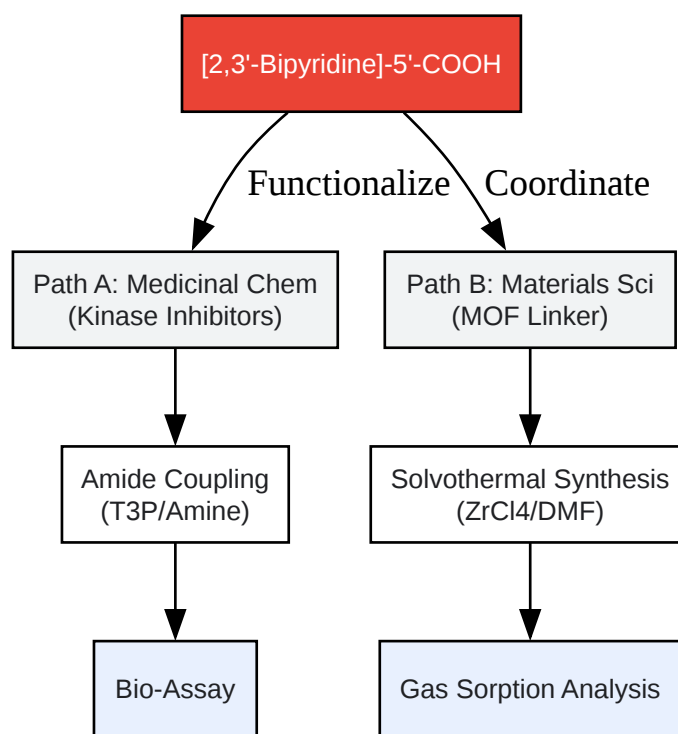 [2,3'-Bipyridine]-5'-COOH
Functionalize
Coordinate
Path A: Medicinal Chem
(Kinase Inhibitors)
Path B: Materials Sci
(MOF Linker)
Amide Coupling
(T3P/Amine)
Solvothermal Synthesis
(ZrCl4/DMF)
Bio-Assay
Gas Sorption Analysis